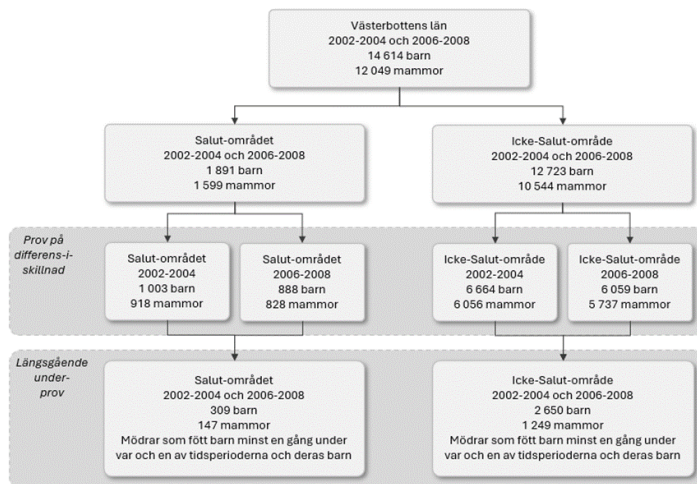 Västerbottens län
2002-2004 och 2006-2008
14 614 barn
12 049 mammor
Salut-området
2002-2004 och 2006-2008
1 891 barn
1 599 mammor
Icke-Salut-område
2002-2004 och 2006-2008
12 723 barn
10 544 mammor
Prov på
differens-i-
skillnad
Salut-området
2002-2004
1 003 barn
918 mammor
Salut-området
2006-2008
888 barn
828 mammor
Icke-Salut-område
2002-2004
6 664 barn
6 056 mammor
Icke-Salut-område
2006-2008
6 059 barn
5 737 mammor
Längsgående
under-
prov
Salut-området
2002-2004 och 2006-2008
309 barn
147 mammor
Mödrar som fött barn minst en gång under
var och en av tidsperioderna och deras barn
Icke-Salut-område
2002-2004 och 2006-2008
2 650 barn
1 249 mammor
Mödrar som fött barn minst en gång under
var och en av tidsperioderna och deras barn